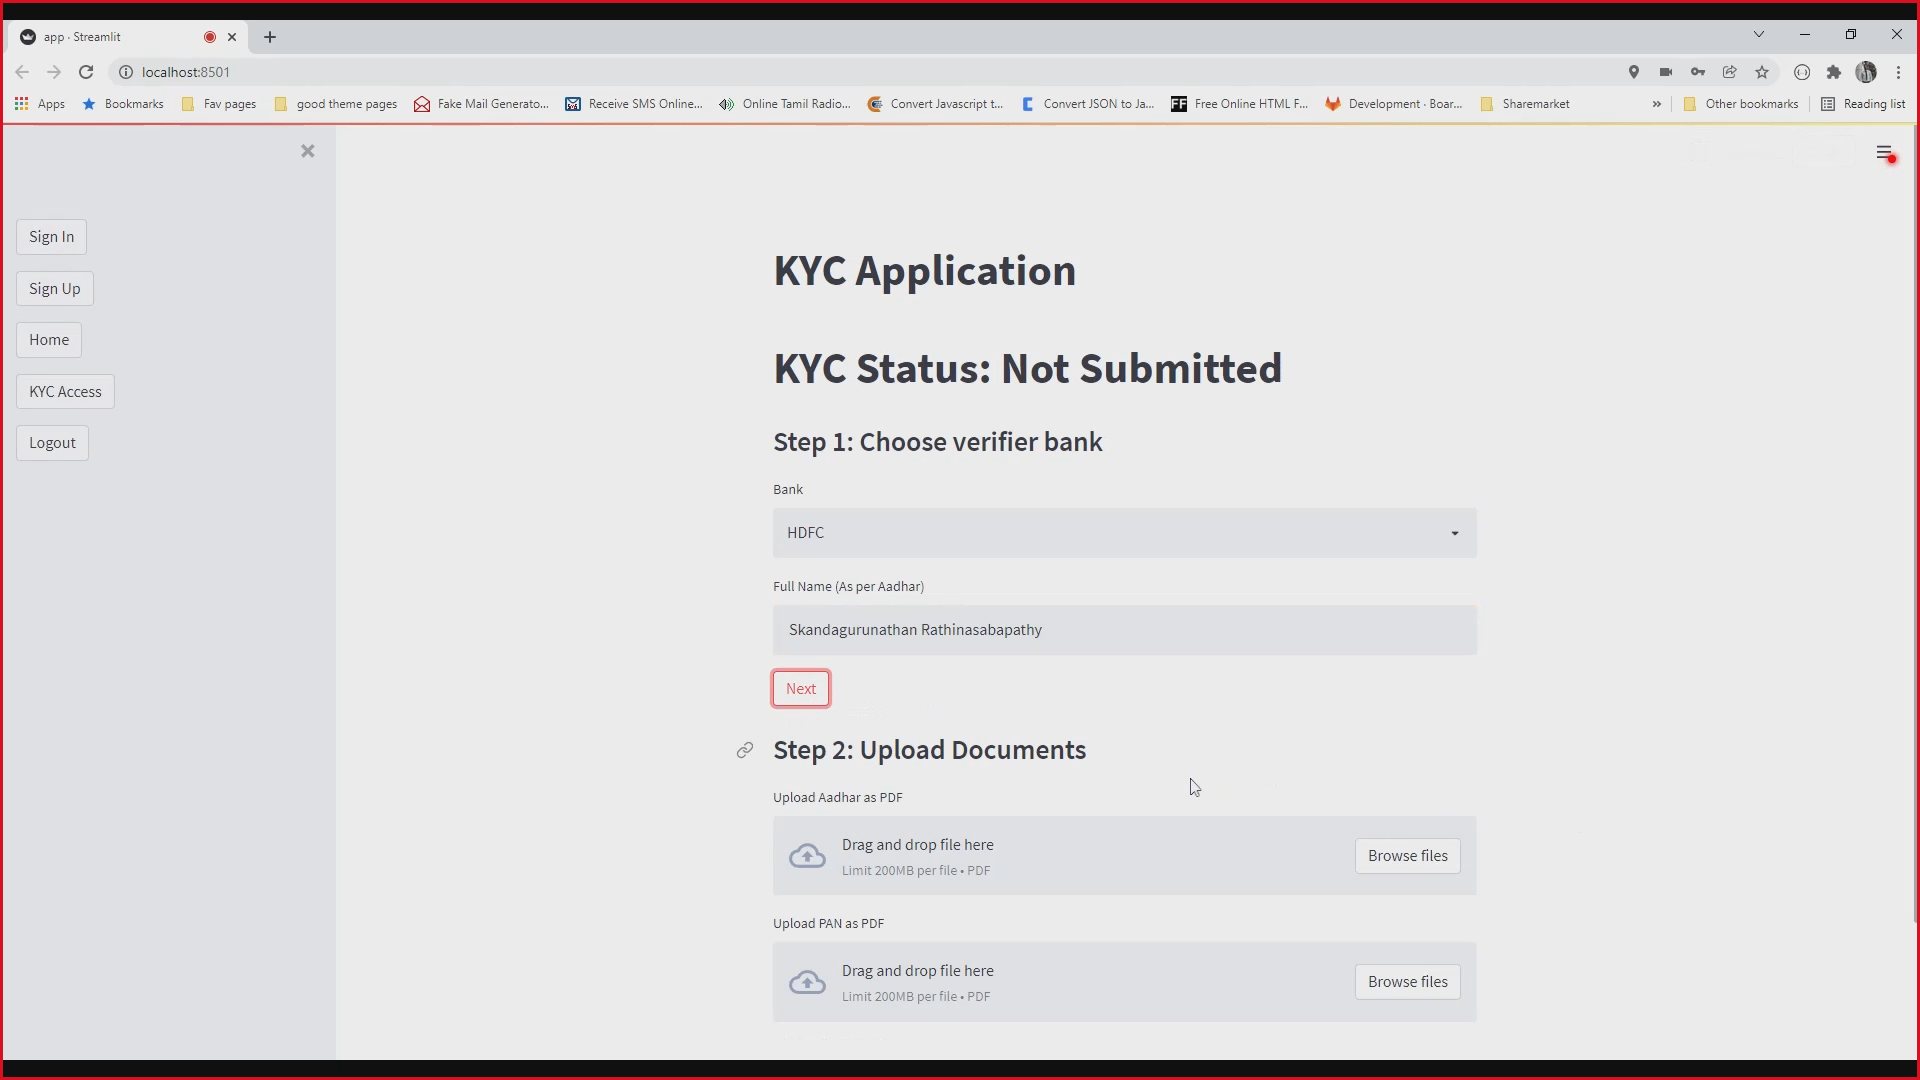 app · Streamlit
localhost:8501
Apps
Bookmarks
Fav pages
good theme pages
Fake Mail Generato...
Receive SMS Online...
Online Tamil Radio...
Convert Javascript t...
Convert JSON to Ja...
FF
Free Online HTML F...
Development · Boar...
Sharemarket
»
Other bookmarks
Reading list
Sign In
Sign Up
Home
KYC Access
Logout
KYC Application
KYC Status: Not Submitted
Step 1: Choose verifier bank
Bank
HDFC
Full Name (As per Aadhar)
Skandagurunathan Rathinasabapathy
Next
Step 2: Upload Documents
Upload Aadhar as PDF
Drag and drop file here
Limit 200MB per file • PDF
Browse files
Upload PAN as PDF
Drag and drop file here
Limit 200MB per file • PDF
Browse files